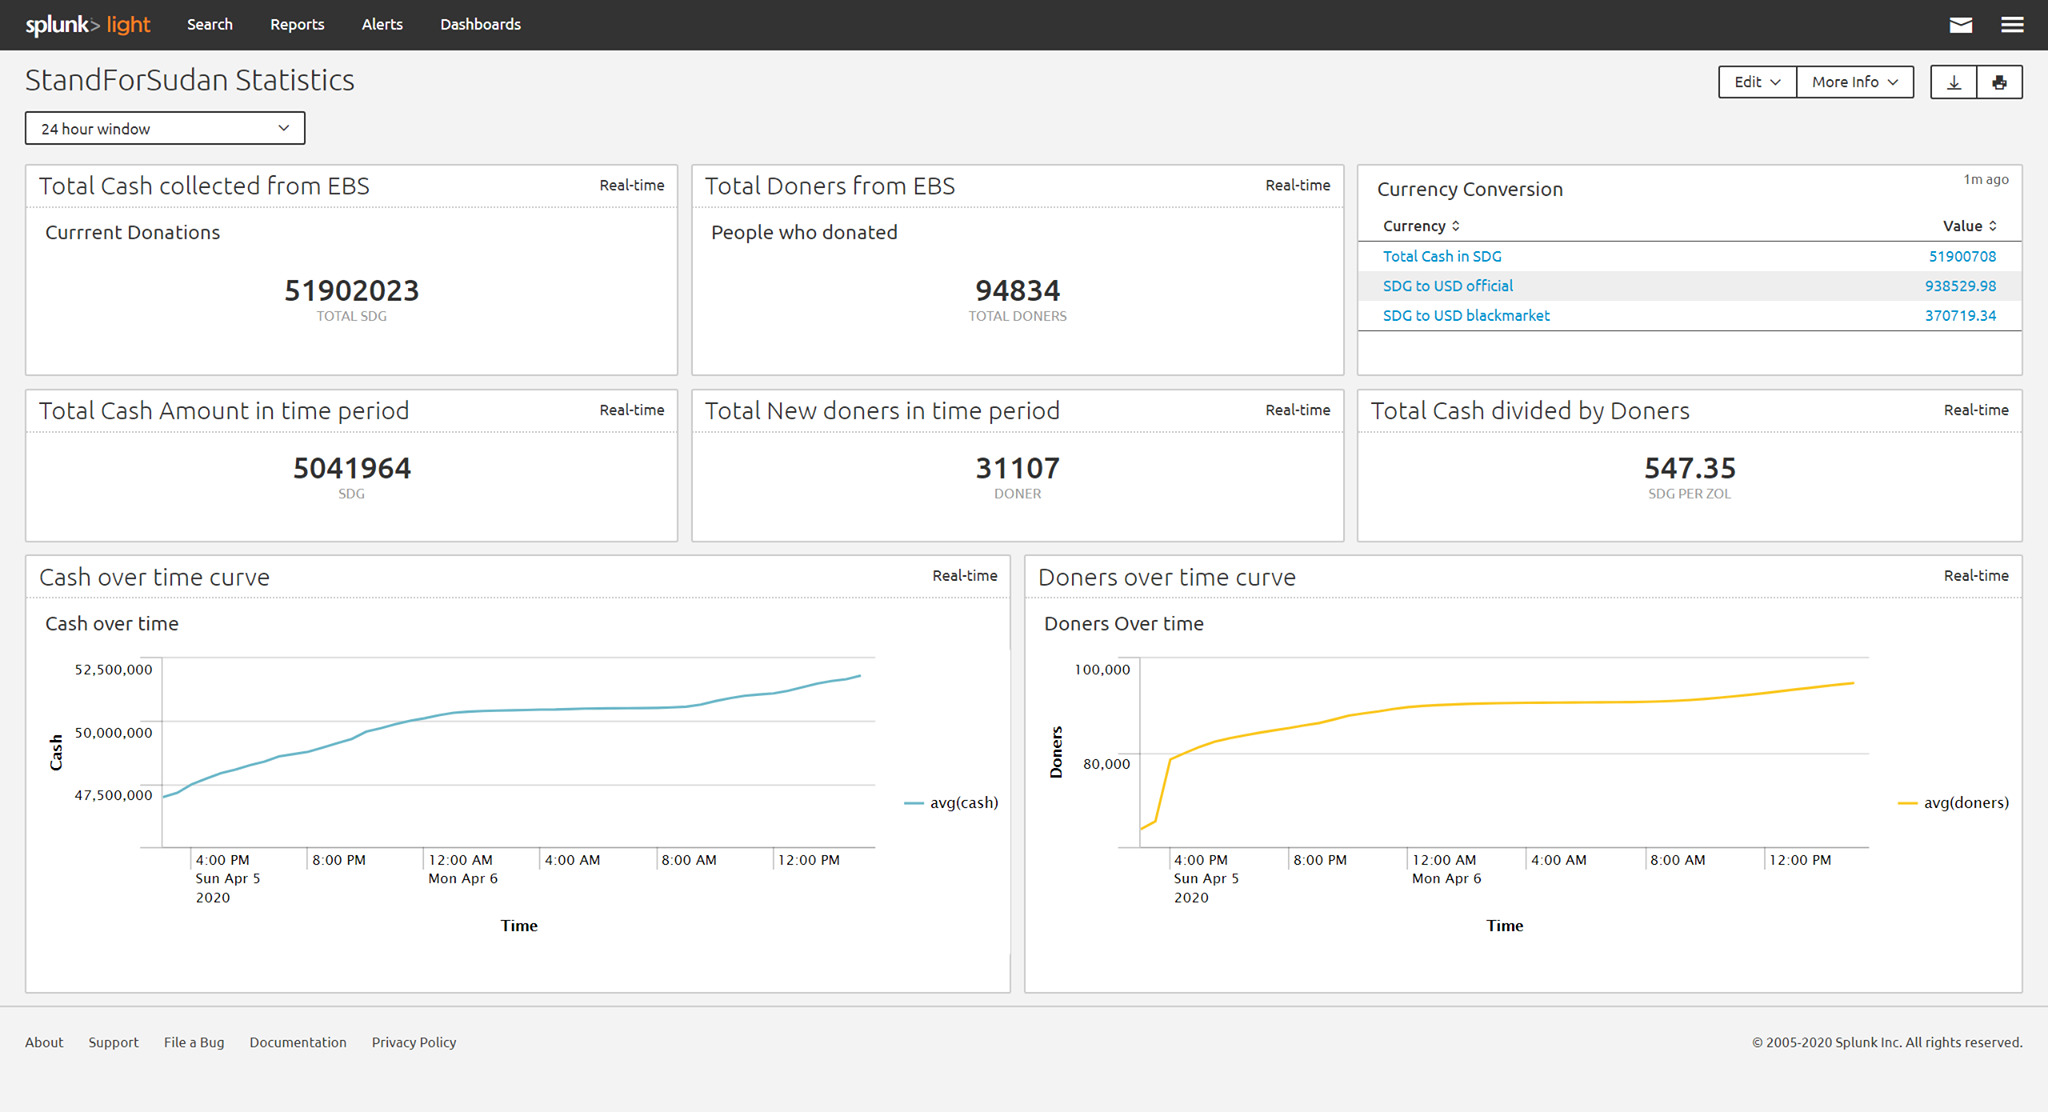 splunk> light Search Reports Alerts Dashboards
StandForSudan Statistics
Edit More Info
24 hour window
Total Cash collected from EBS Real-time
Currrent Donations
51902023
TOTAL SDG
Total Doners from EBS Real-time
People who donated
94834
TOTAL DONERS
1m ago
Currency Conversion
Currency Value
Total Cash in SDG 51900708
SDG to USD official 938529.98
SDG to USD blackmarket 370719.34
Total Cash Amount in time period Real-time
5041964
SDG
Total New doners in time period Real-time
31107
DONER
Total Cash divided by Doners Real-time
547.35
SDG PER ZOL
Cash over time curve Real-time
Cash over time
52,500,000
50,000,000
47,500,000
Cash
avg(cash)
4:00 PM 8:00 PM 12:00 AM 4:00 AM 8:00 AM 12:00 PM
Sun Apr 5 Mon Apr 6
2020
Time
Doners over time curve Real-time
Doners Over time
100,000
80,000
Doners
avg(doners)
4:00 PM 8:00 PM 12:00 AM 4:00 AM 8:00 AM 12:00 PM
Sun Apr 5 Mon Apr 6
2020
Time
About Support File a Bug Documentation Privacy Policy
© 2005-2020 Splunk Inc. All rights reserved.